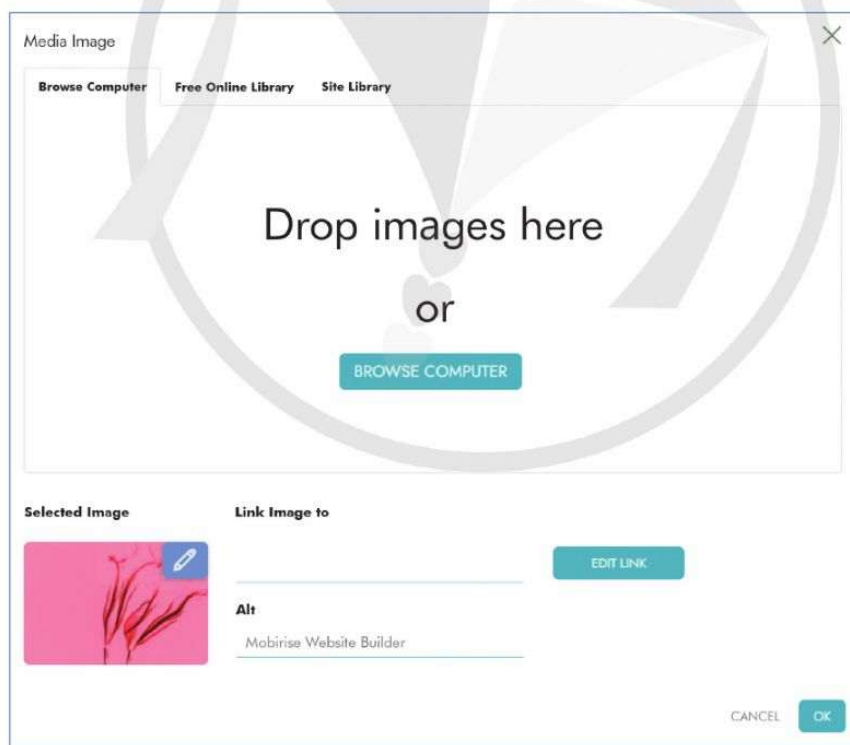 Media Image
Browse Computer Free Online Library Site Library
Drop images here
or
BROWSE COMPUTER
Selected Image Link Image to
EDIT LINK
Alt
Mobirise Website Builder
CANCEL OK